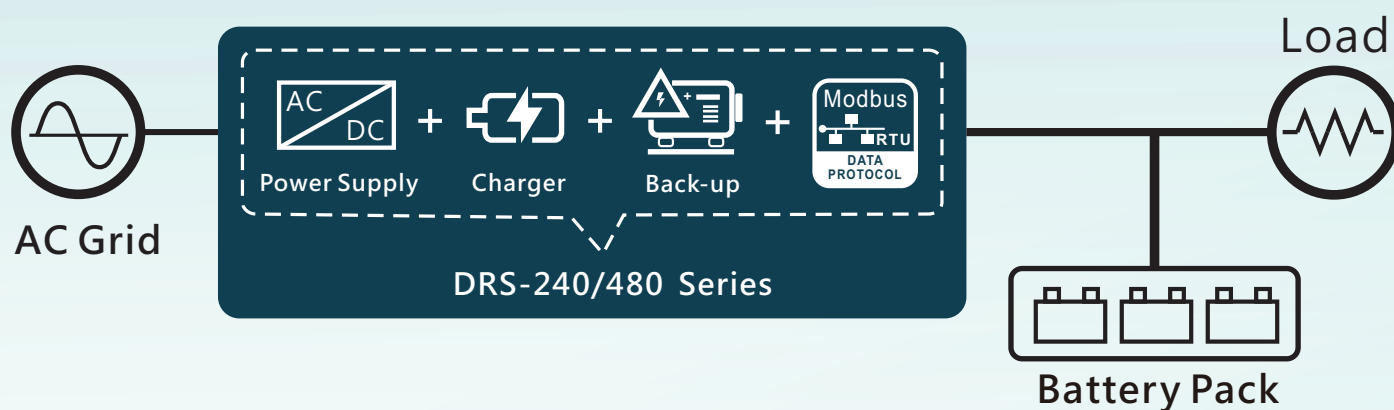 Load
AC
DC
+
+
+
+
Modbus
RTU
DATA
PROTOCOL
Power Supply
Charger
Back-up
AC Grid
DRS-240/480 Series
Battery Pack